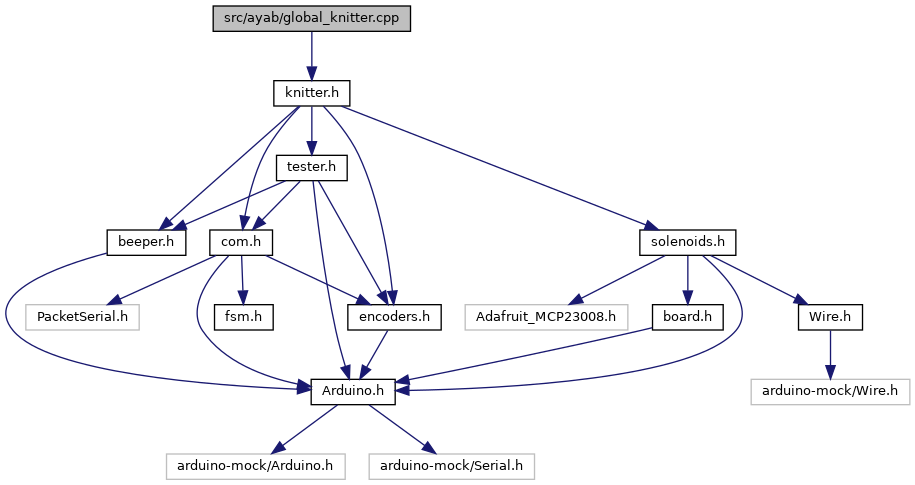 src/ayab/global_knitter.cpp
knitter.h
tester.h
beeper.h
com.h
solenoids.h
PacketSerial.h
fsm.h
encoders.h
Adafruit_MCP23008.h
board.h
Wire.h
Arduino.h
arduino-mock/Wire.h
arduino-mock/Arduino.h
arduino-mock/Serial.h